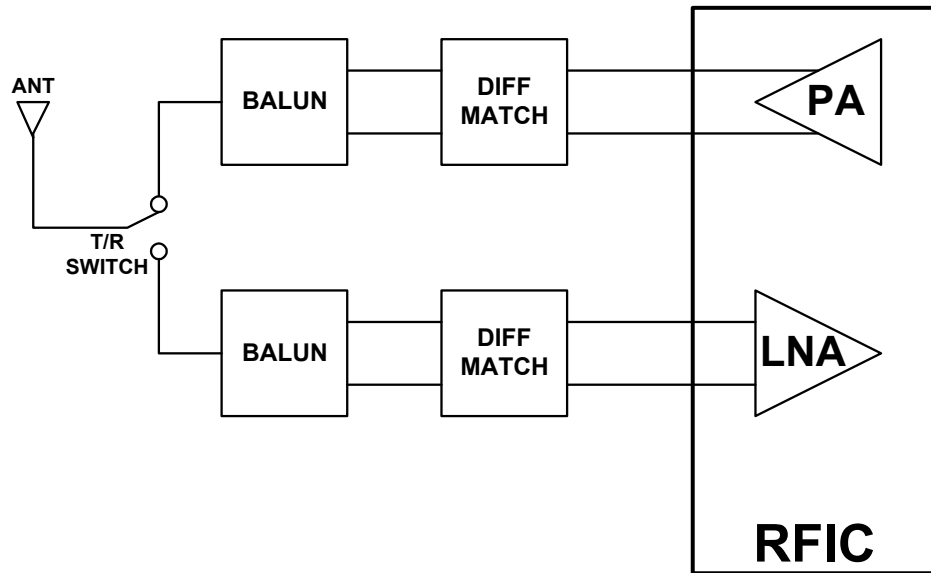 ANT
BALUN
DIFF
MATCH
PA
T/R
SWITCH
BALUN
DIFF
MATCH
LNA
RFIC